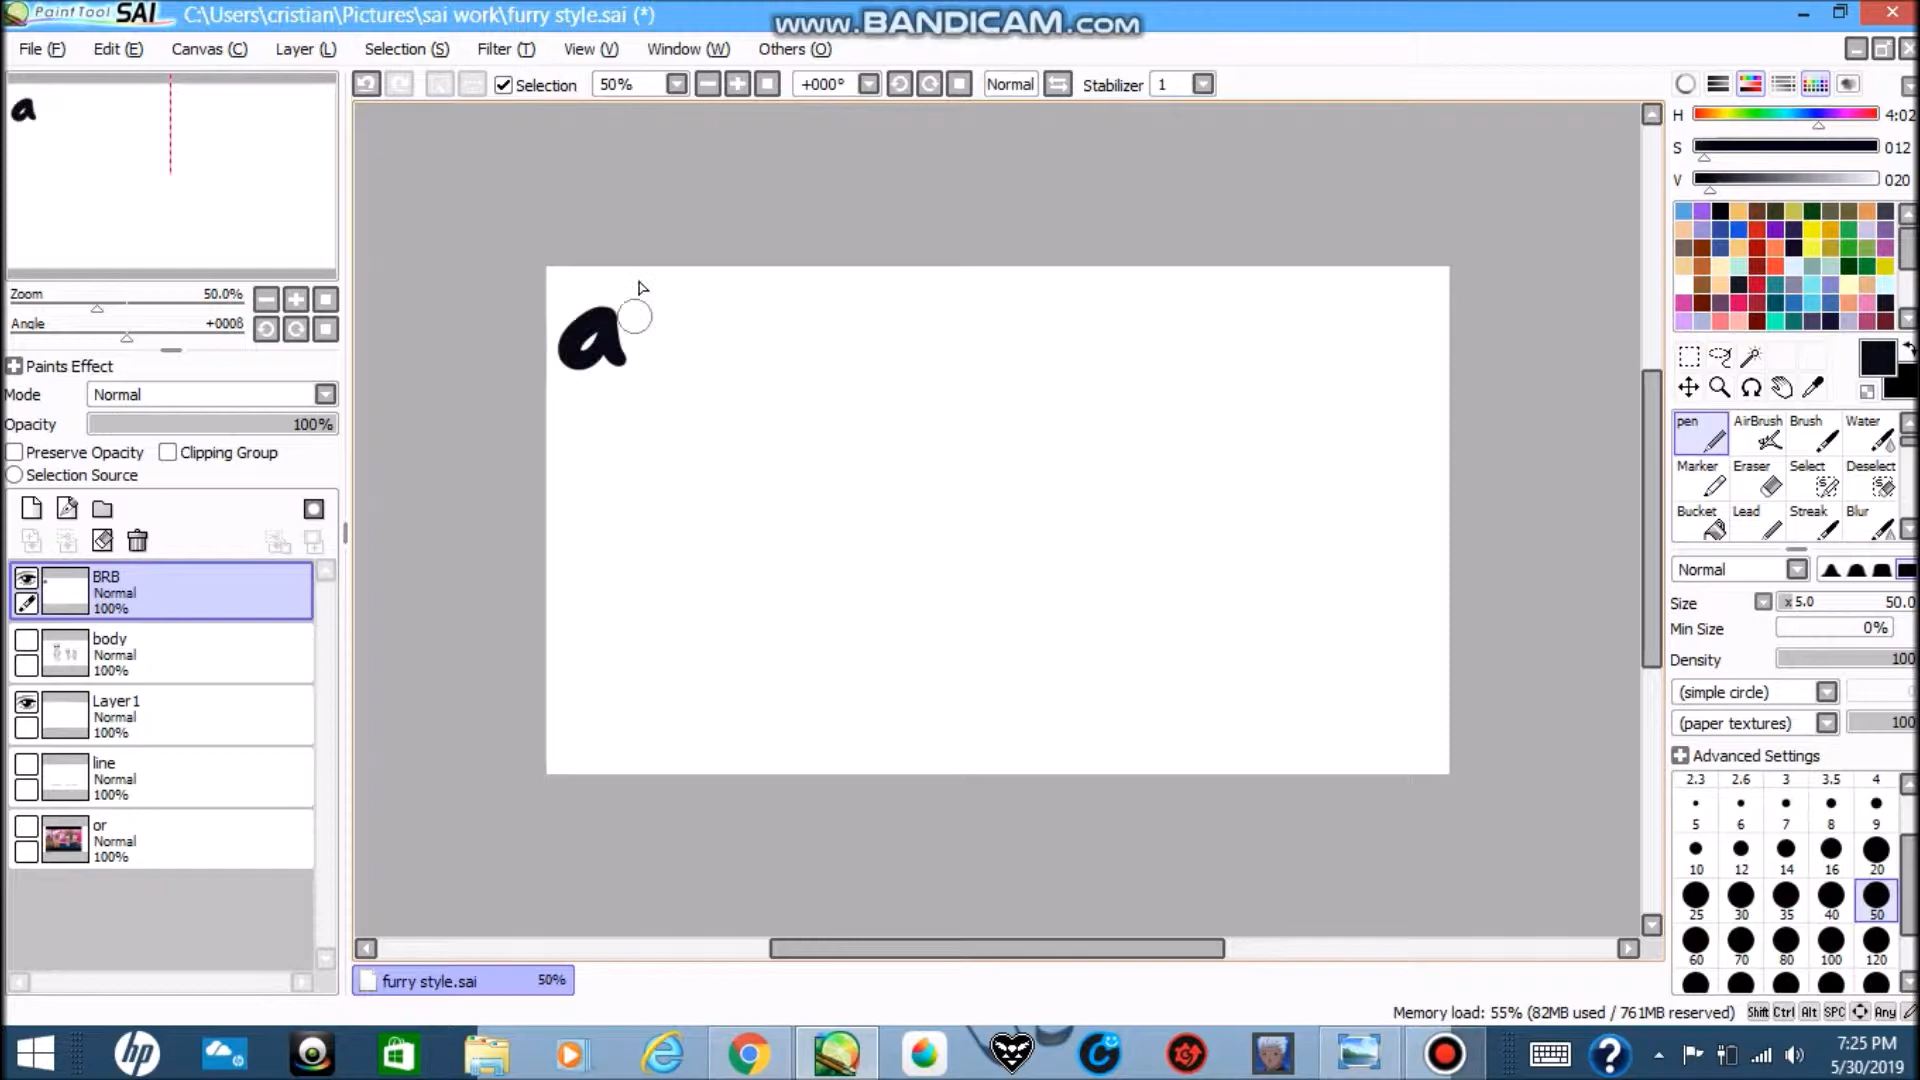 PaintTool SAI C:\Users\cristian\Pictures\sai work\furry style.sai (*)
www.BANDICAM.com
File (F) Edit (E) Canvas (C) Layer (L) Selection (S) Filter (T) View (V) Window (W) Others (O)
Selection 50% +000° Normal Stabilizer 1
a
a
Zoom 50.0%
Angle +000ß
Paints Effect
Mode Normal
Opacity 100%
Preserve Opacity Clipping Group
Selection Source
BRB
Normal
100%
body
Normal
100%
Layer1
Normal
100%
line
Normal
100%
or
Normal
100%
furry style.sai 50%
H 4:02
S 012
V 020
pen AirBrush Brush Water
Marker Eraser Select Deselect
Bucket Lead Streak Blur
Normal
Size x 5.0 50.0
Min Size 0%
Density 100
(simple circle)
(paper textures) 100
Advanced Settings
2.3 2.6 3 3.5 4
5 6 7 8 9
10 12 14 16 20
25 30 35 40 50
60 70 80 100 120
Memory load: 55% (82MB used / 761MB reserved) Shift Ctrl Alt SPC Any
hp
7:25 PM
5/30/2019